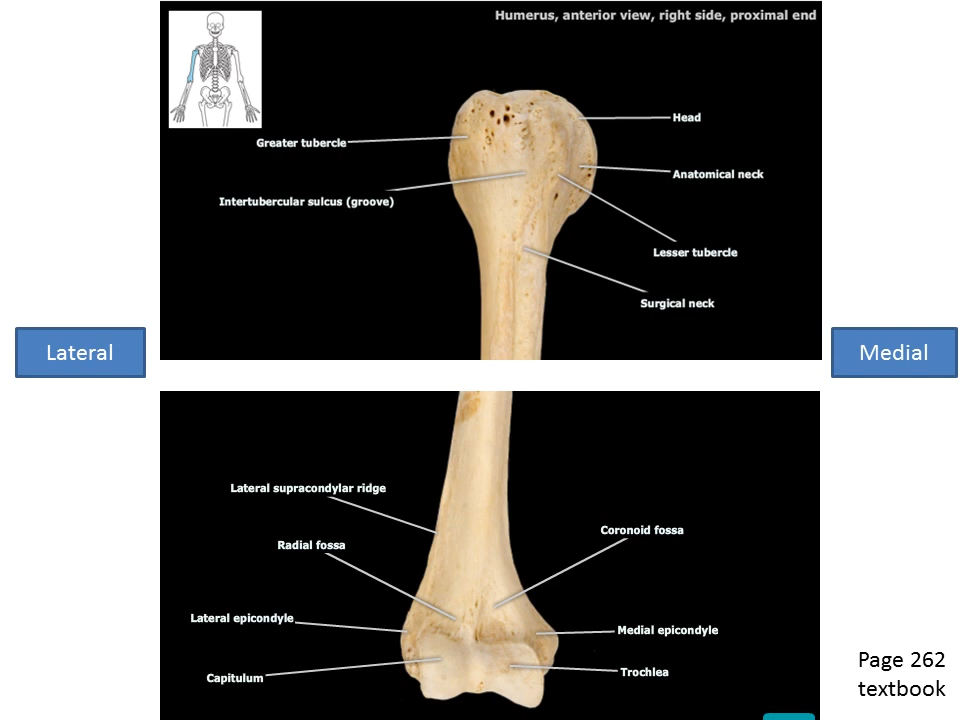 Humerus, anterior view, right side, proximal end
Head
Greater tubercle
Anatomical neck
Intertubercular sulcus (groove)
Lesser tubercle
Surgical neck
Lateral
Medial
Lateral supracondylar ridge
Coronoid fossa
Radial fossa
Lateral epicondyle
Medial epicondyle
Capitulum
Trochlea
Page 262
textbook